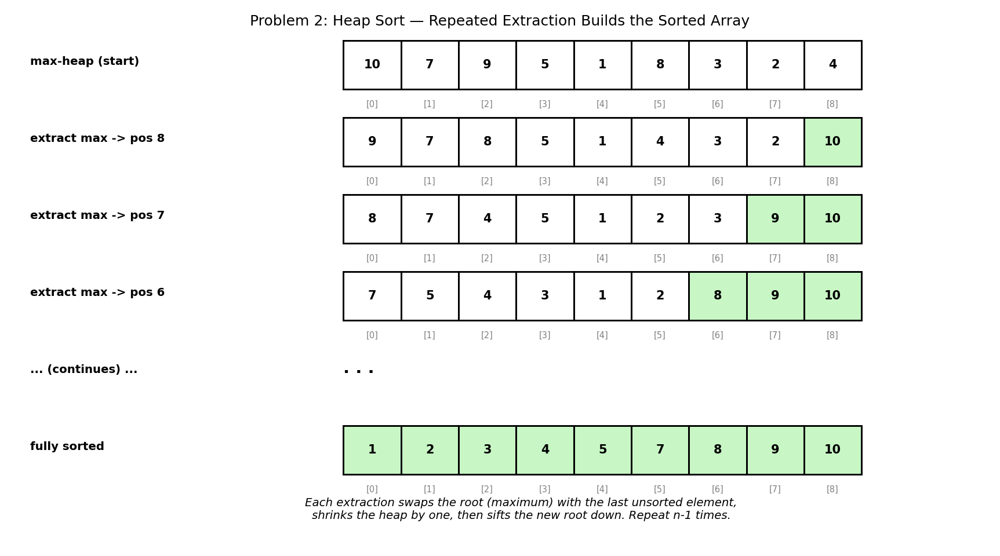 Problem 2: Heap Sort — Repeated Extraction Builds the Sorted Array
max-heap (start)
10 7 9 5 1 8 3 2 4
[0] [1] [2] [3] [4] [5] [6] [7] [8]
extract max -> pos 8
9 7 8 5 1 4 3 2 10
[0] [1] [2] [3] [4] [5] [6] [7] [8]
extract max -> pos 7
8 7 4 5 1 2 3 9 10
[0] [1] [2] [3] [4] [5] [6] [7] [8]
extract max -> pos 6
7 5 4 3 1 2 8 9 10
[0] [1] [2] [3] [4] [5] [6] [7] [8]
... (continues) ...
. . .
fully sorted
1 2 3 4 5 7 8 9 10
[0] [1] [2] [3] [4] [5] [6] [7] [8]
Each extraction swaps the root (maximum) with the last unsorted element,
shrinks the heap by one, then sifts the new root down. Repeat n-1 times.